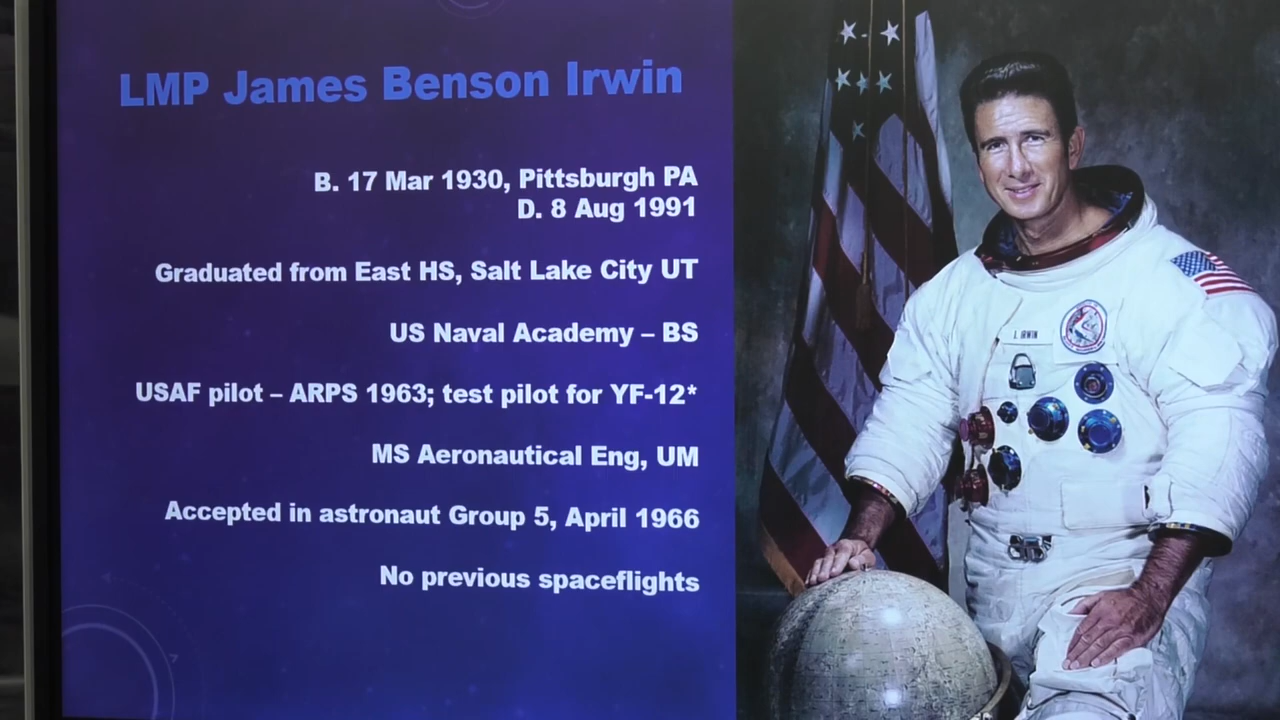 LMP James Benson Irwin
B. 17 Mar 1930, Pittsburgh PA
D. 8 Aug 1991
Graduated from East HS, Salt Lake City UT
US Naval Academy – BS
USAF pilot – ARPS 1963; test pilot for YF-12*
MS Aeronautical Eng, UM
Accepted in astronaut Group 5, April 1966
No previous spaceflights
J. IRWIN